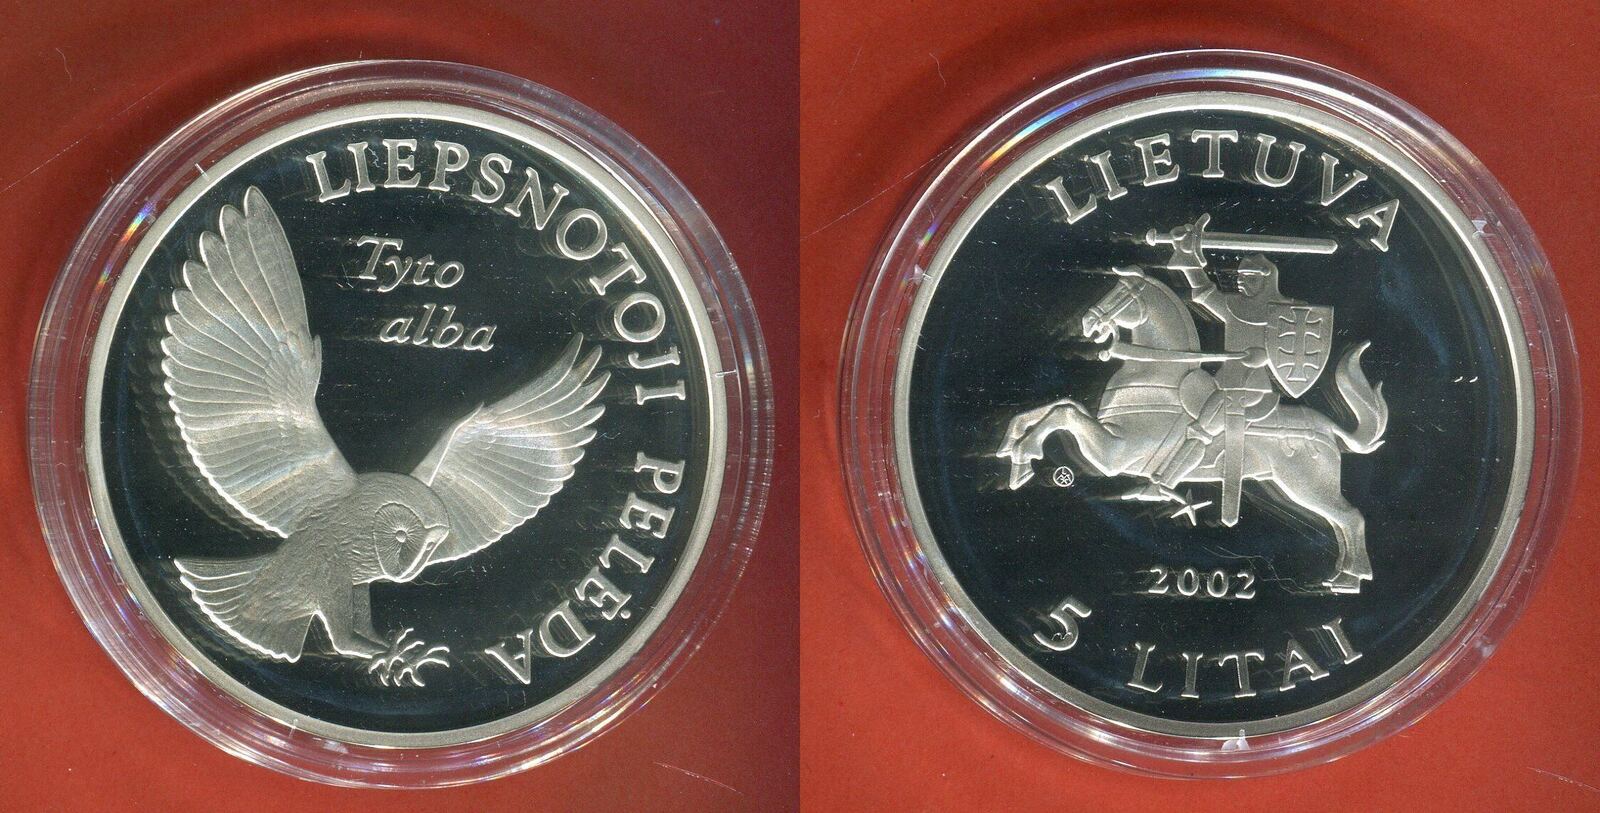 LIEPSNOTOJI PELĖDA
Tyto
alba
LIETUVA
2002
5 LITAI